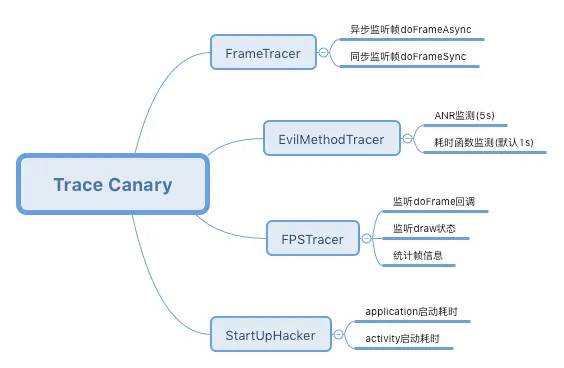 Trace Canary
FrameTracer
异步监听帧doFrameAsync
同步监听帧doFrameSync
EvilMethodTracer
ANR监测(5s)
耗时函数监测(默认1s)
FPSTracer
监听doFrame回调
监听draw状态
统计帧信息
StartUpHacker
application启动耗时
activity启动耗时